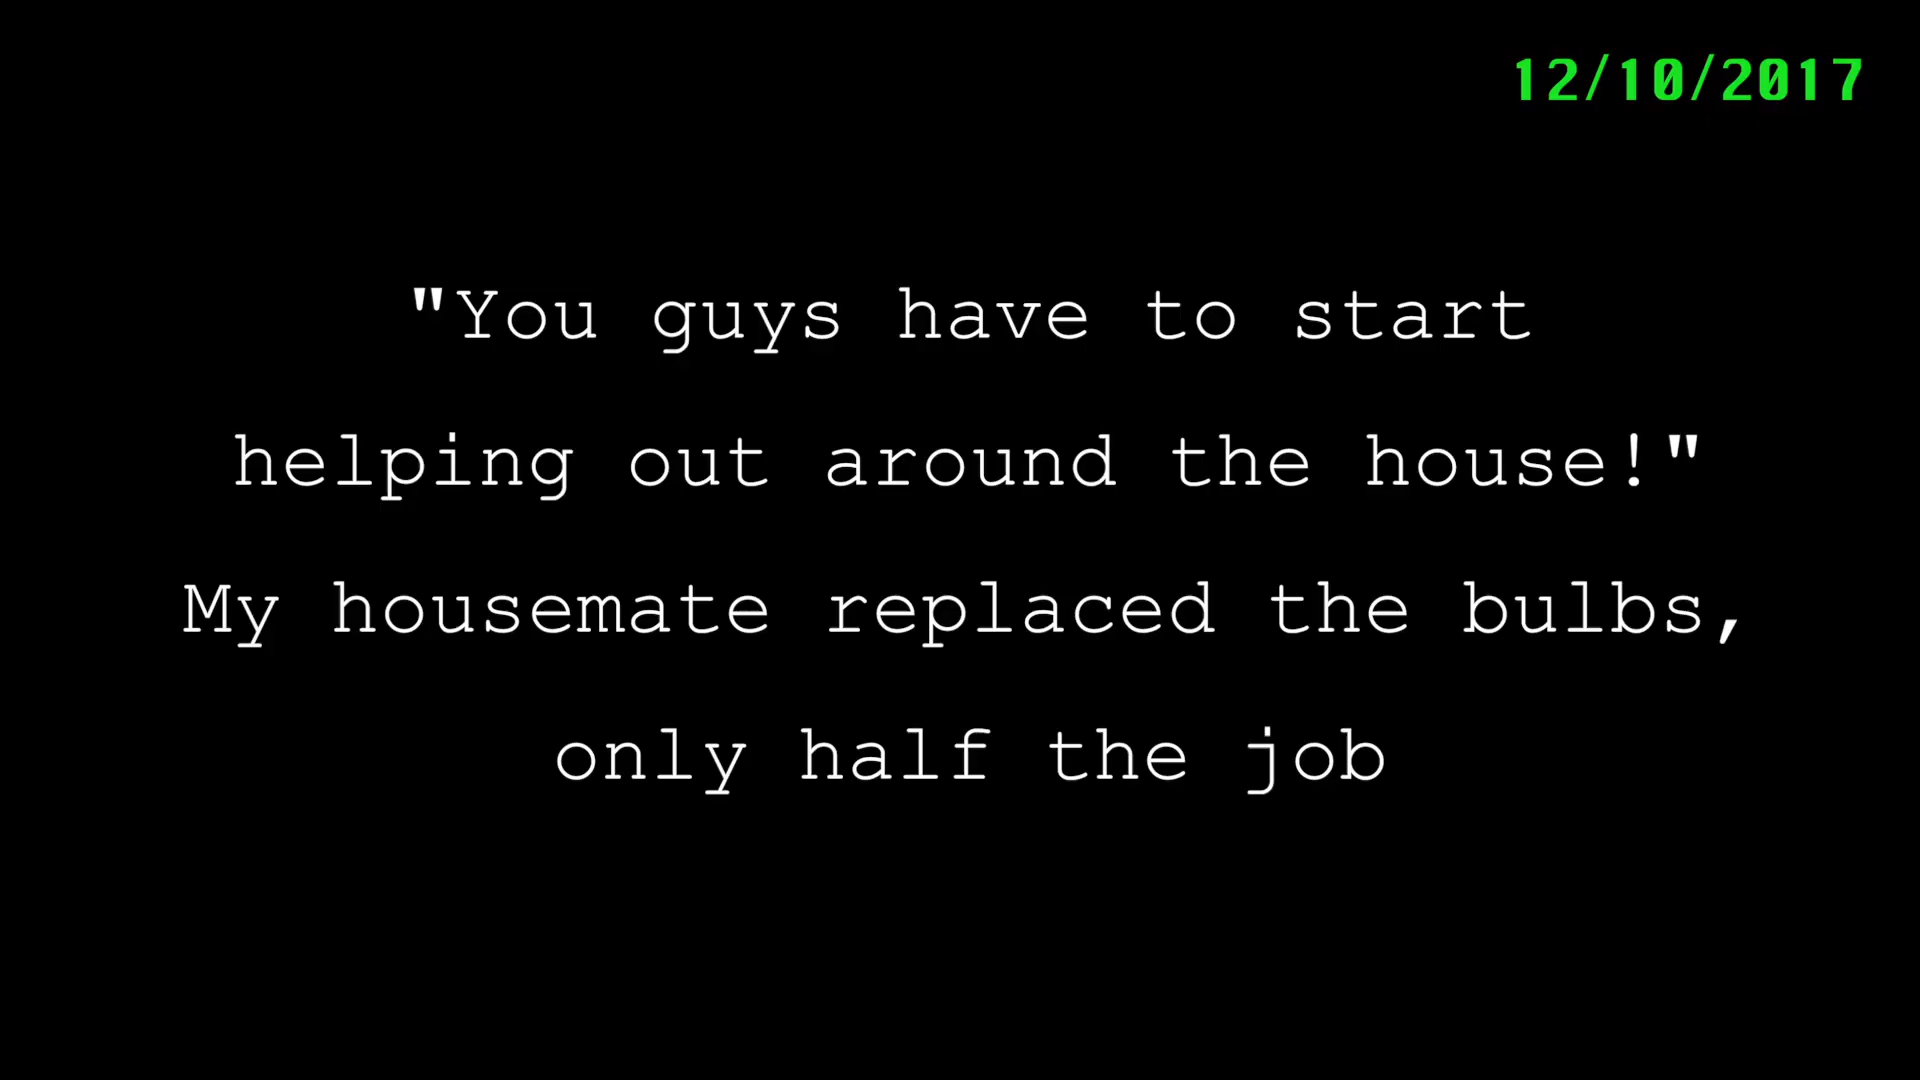 12/10/2017
"You guys have to start
helping out around the house!"
My housemate replaced the bulbs,
only half the job